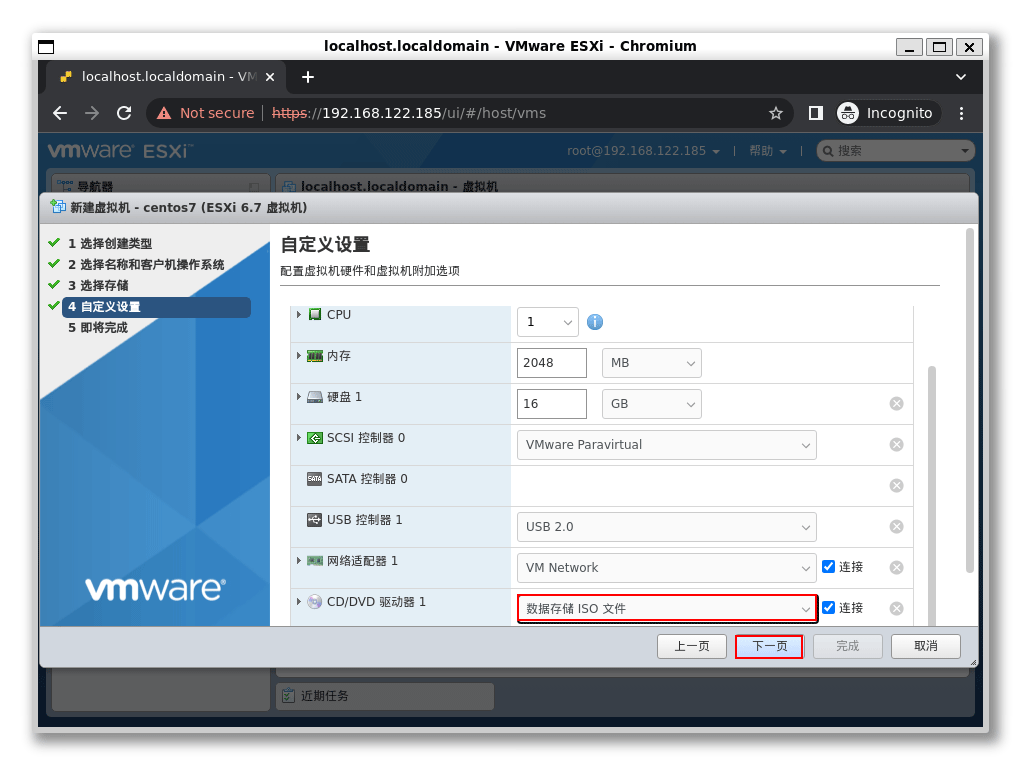 localhost.localdomain - VMware ESXi - Chromium
localhost.localdomain - VM
Not secure | https://192.168.122.185/ui/#/host/vms
Incognito
vmware ESXi™
root@192.168.122.185 | 帮助 | 搜索
导航器
localhost.localdomain - 虚拟机
新建虚拟机 - centos7 (ESXi 6.7 虚拟机)
1 选择创建类型
2 选择名称和客户机操作系统
3 选择存储
4 自定义设置
5 即将完成
vmware®
自定义设置
配置虚拟机硬件和虚拟机附加选项
CPU 1
内存 2048 MB
硬盘 1 16 GB
SCSI 控制器 0 VMware Paravirtual
SATA SATA 控制器 0
USB 控制器 1 USB 2.0
网络适配器 1 VM Network 连接
CD/DVD 驱动器 1 数据存储 ISO 文件 连接
上一页 下一页 完成 取消
近期任务